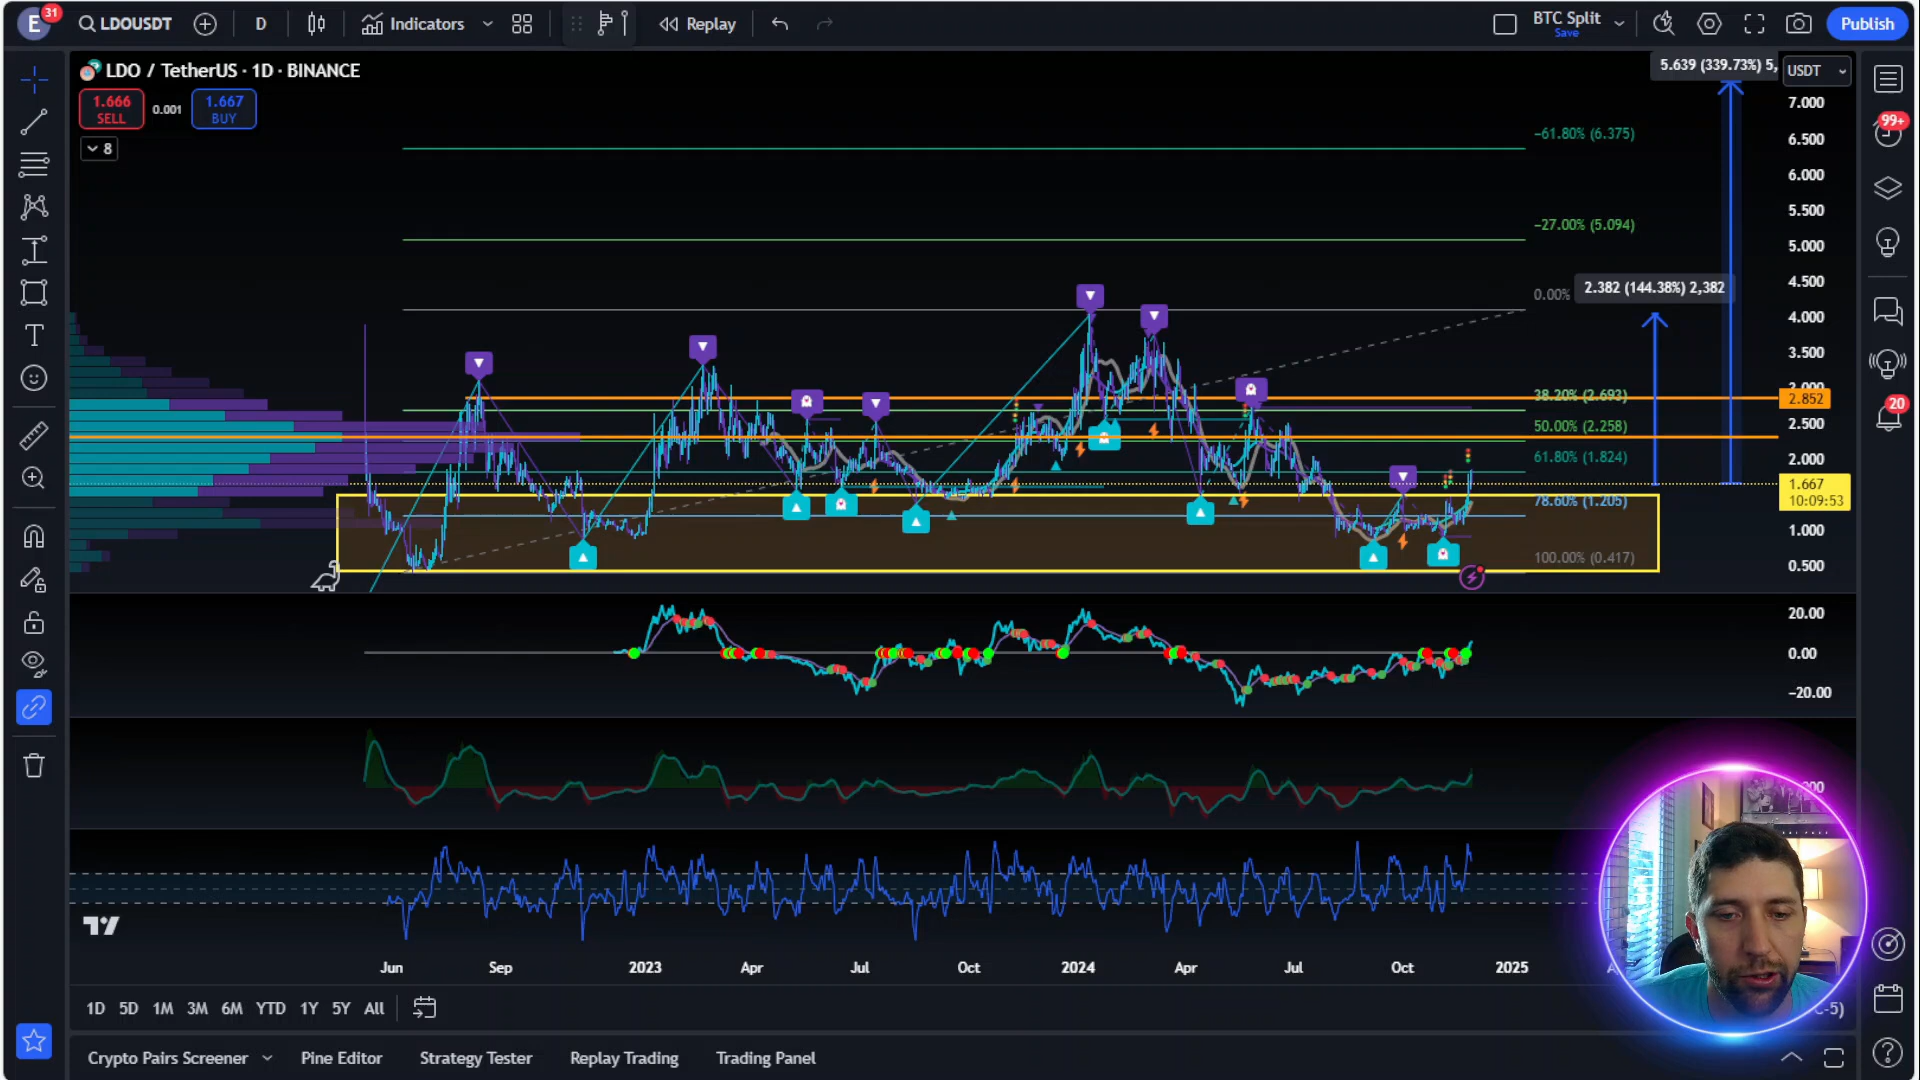 E
31
LDOUSDT
D
Indicators
Replay
BTC Split
Save
Publish
LDO / TetherUS · 1D · BINANCE
1.666
SELL
0.001
1.667
BUY
8
5.639 (339.73%) 5,
USDT
7.000
−61.80% (6.375)
6.500
6.000
5.500
−27.00% (5.094)
5.000
4.500
0.00%
2.382 (144.38%) 2,382
4.000
3.500
38.20% (2.693)
2.852
2.500
50.00% (2.258)
61.80% (1.824)
2.000
1.667
10:09:53
78.60% (1.205)
1.000
100.00% (0.417)
0.500
99+
20
20.00
0.00
−20.00
Jun
Sep
2023
Apr
Jul
Oct
2024
Apr
Jul
Oct
2025
1D
5D
1M
3M
6M
YTD
1Y
5Y
All
C-5)
Crypto Pairs Screener
Pine Editor
Strategy Tester
Replay Trading
Trading Panel